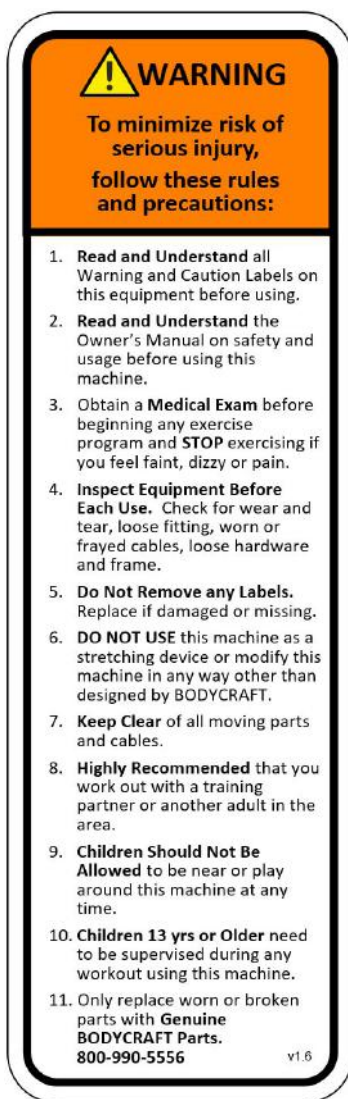 WARNING
To minimize risk of
serious injury,
follow these rules
and precautions:
1. Read and Understand all
Warning and Caution Labels on
this equipment before using.
2. Read and Understand the
Owner's Manual on safety and
usage before using this
machine.
3. Obtain a Medical Exam before
beginning any exercise
program and STOP exercising if
you feel faint, dizzy or pain.
4. Inspect Equipment Before
Each Use. Check for wear and
tear, loose fitting, worn or
frayed cables, loose hardware
and frame.
5. Do Not Remove any Labels.
Replace if damaged or missing.
6. DO NOT USE this machine as a
stretching device or modify this
machine in any way other than
designed by BODYCRAFT.
7. Keep Clear of all moving parts
and cables.
8. Highly Recommended that you
work out with a training
partner or another adult in the
area.
9. Children Should Not Be
Allowed to be near or play
around this machine at any
time.
10. Children 13 yrs or Older need
to be supervised during any
workout using this machine.
11. Only replace worn or broken
parts with Genuine
BODYCRAFT Parts.
800-990-5556 v1.6